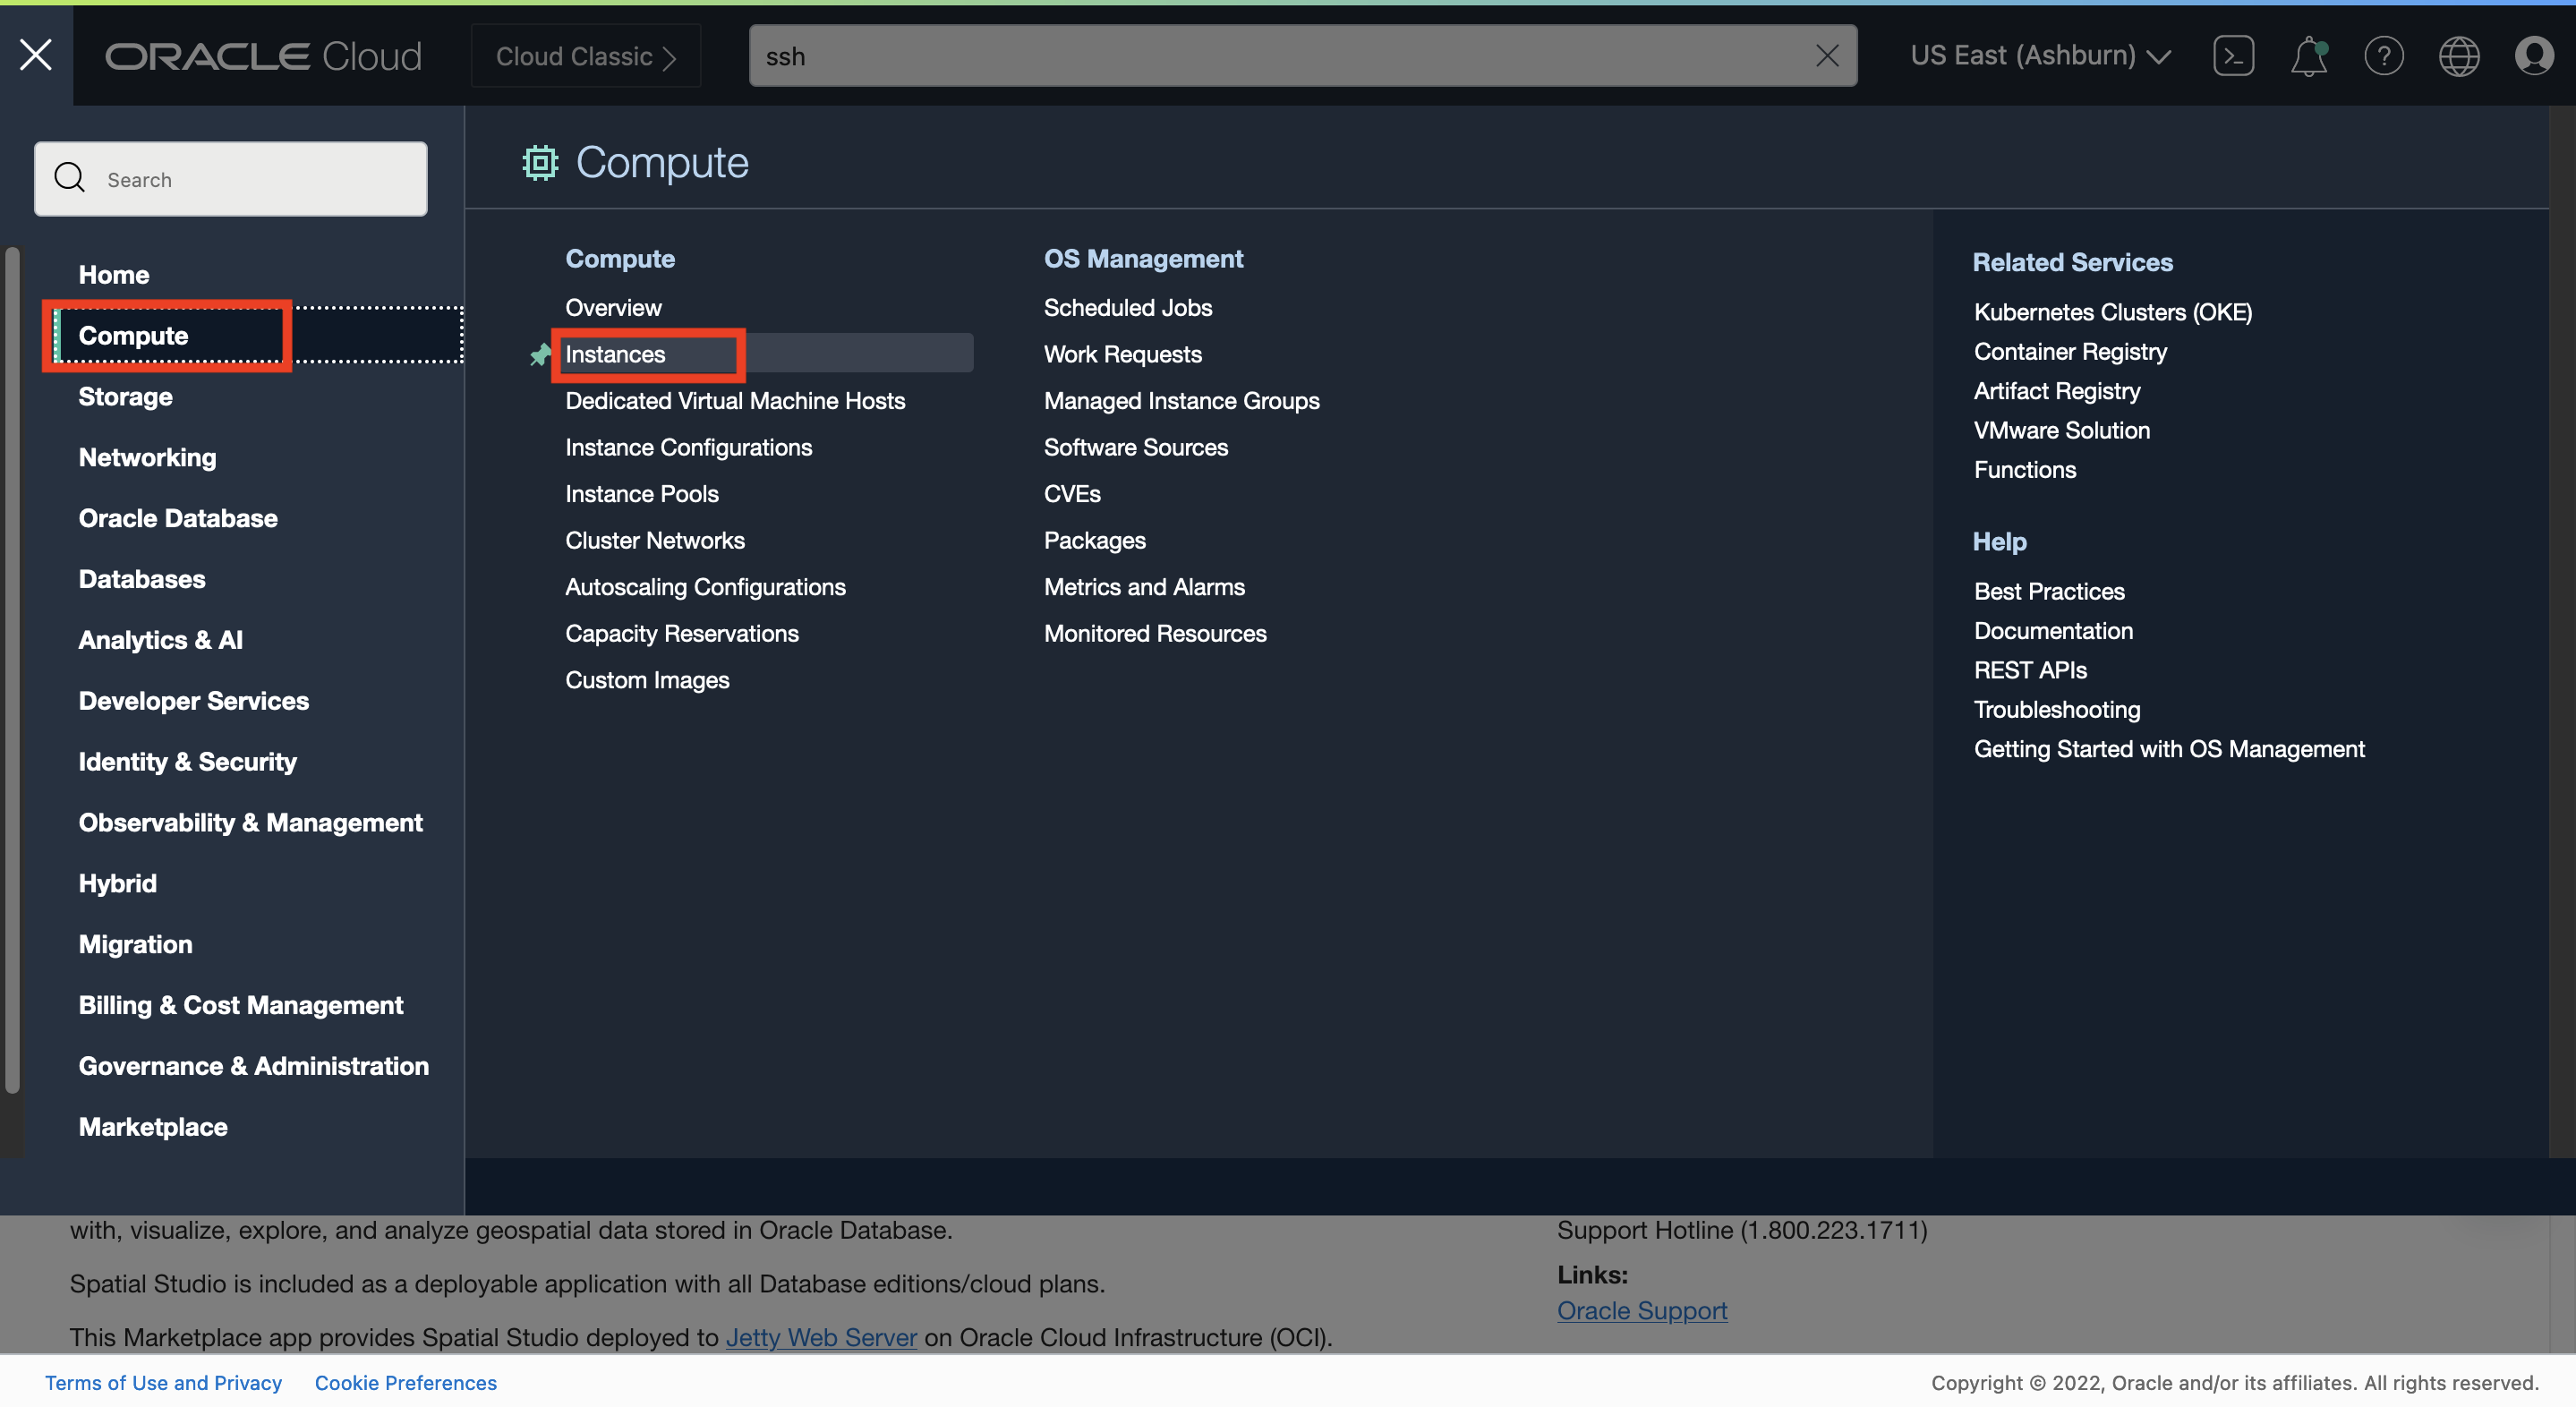 ORACLE Cloud
Cloud Classic
ssh
US East (Ashburn)
Search
Home
Compute
Storage
Networking
Oracle Database
Databases
Analytics & AI
Developer Services
Identity & Security
Observability & Management
Hybrid
Migration
Billing & Cost Management
Governance & Administration
Marketplace
Compute
Compute
Overview
Instances
Dedicated Virtual Machine Hosts
Instance Configurations
Instance Pools
Cluster Networks
Autoscaling Configurations
Capacity Reservations
Custom Images
OS Management
Scheduled Jobs
Work Requests
Managed Instance Groups
Software Sources
CVEs
Packages
Metrics and Alarms
Monitored Resources
Related Services
Kubernetes Clusters (OKE)
Container Registry
Artifact Registry
VMware Solution
Functions
Help
Best Practices
Documentation
REST APIs
Troubleshooting
Getting Started with OS Management
with, visualize, explore, and analyze geospatial data stored in Oracle Database.
Spatial Studio is included as a deployable application with all Database editions/cloud plans.
This Marketplace app provides Spatial Studio deployed to Jetty Web Server on Oracle Cloud Infrastructure (OCI).
Support Hotline (1.800.223.1711)
Links:
Oracle Support
Terms of Use and Privacy
Cookie Preferences
Copyright © 2022, Oracle and/or its affiliates. All rights reserved.